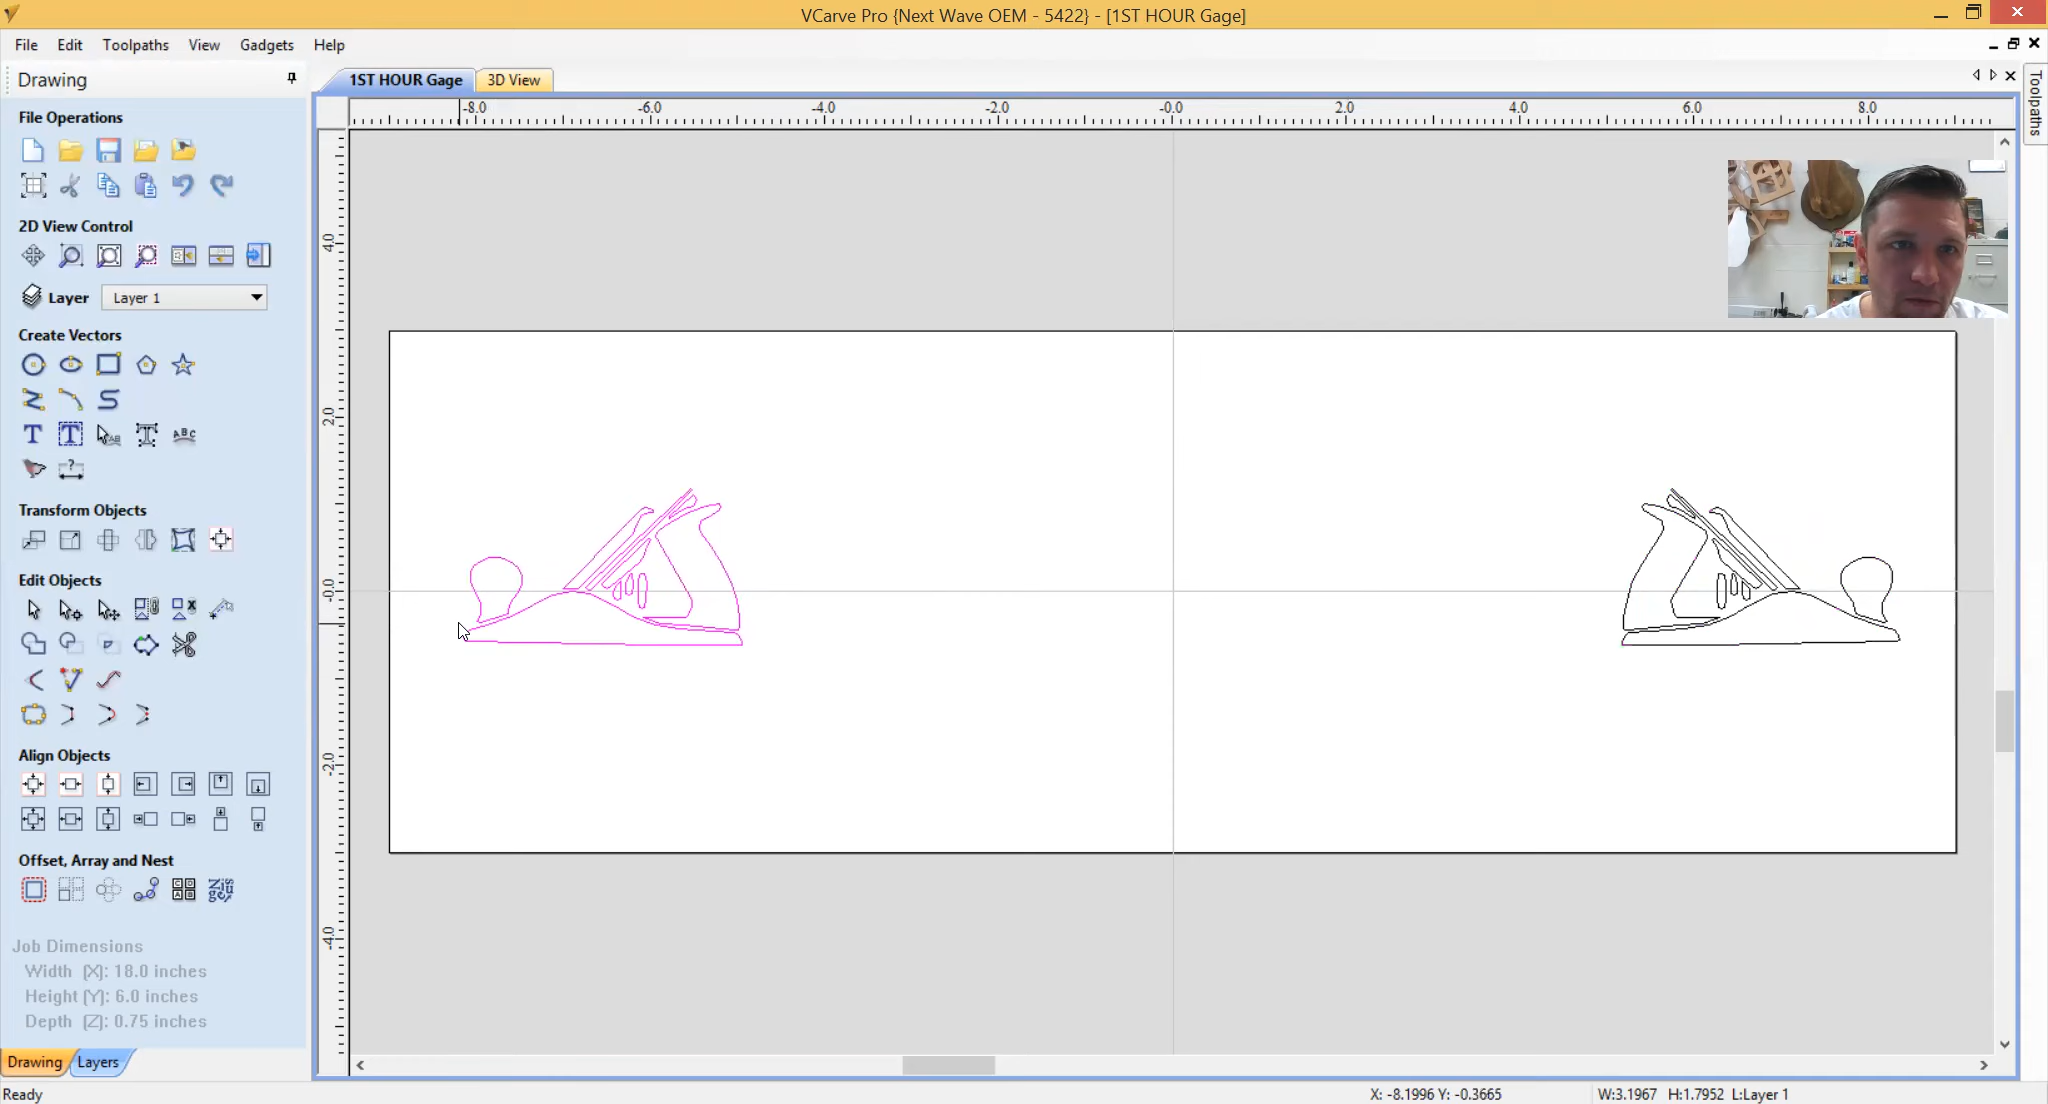 VCarve Pro {Next Wave OEM - 5422} - [1ST HOUR Gage]
File Edit Toolpaths View Gadgets Help
Drawing
1ST HOUR Gage 3D View
Toolpaths
-8.0 -6.0 -4.0 -2.0 -0.0 2.0 4.0 6.0 8.0
4.0
2.0
-0.0
-2.0
-4.0
File Operations
2D View Control
Layer Layer 1
Create Vectors
Transform Objects
Edit Objects
Align Objects
Offset, Array and Nest
Job Dimensions
Width (X): 18.0 inches
Height (Y): 6.0 inches
Depth (Z): 0.75 inches
Drawing Layers
Ready
X: -8.1996 Y: -0.3665
W:3.1967 H:1.7952 L:Layer 1